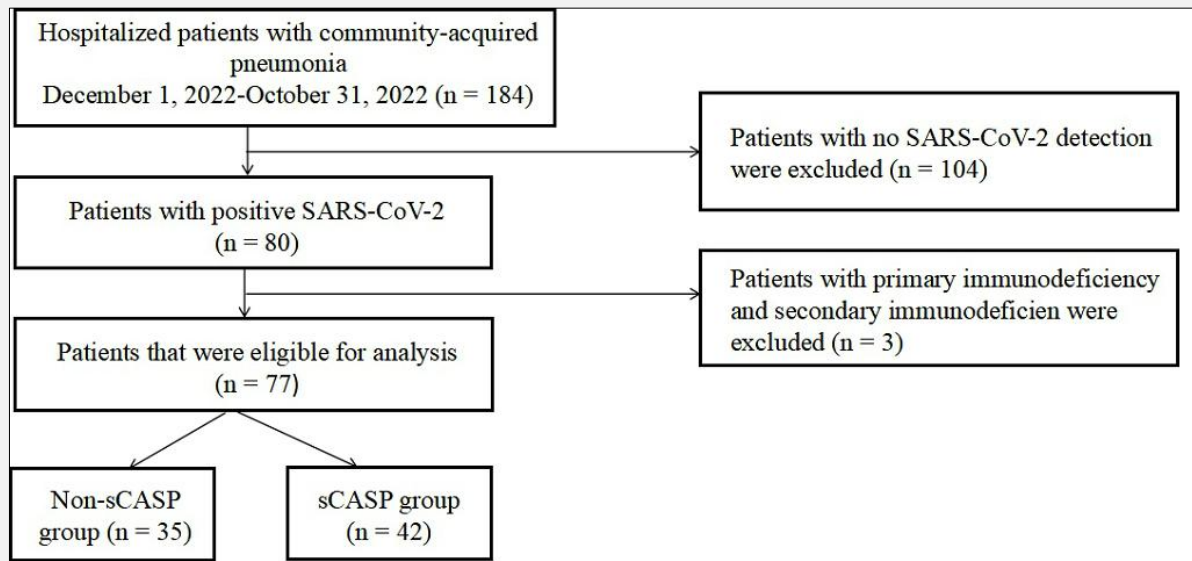 Hospitalized patients with community-acquired
pneumonia
December 1, 2022-October 31, 2022 (n = 184)
Patients with no SARS-CoV-2 detection
were excluded (n = 104)
Patients with positive SARS-CoV-2
(n = 80)
Patients with primary immunodeficiency
and secondary immunodeficien were
excluded (n = 3)
Patients that were eligible for analysis
(n = 77)
Non-sCASP
group (n = 35)
sCASP group
(n = 42)